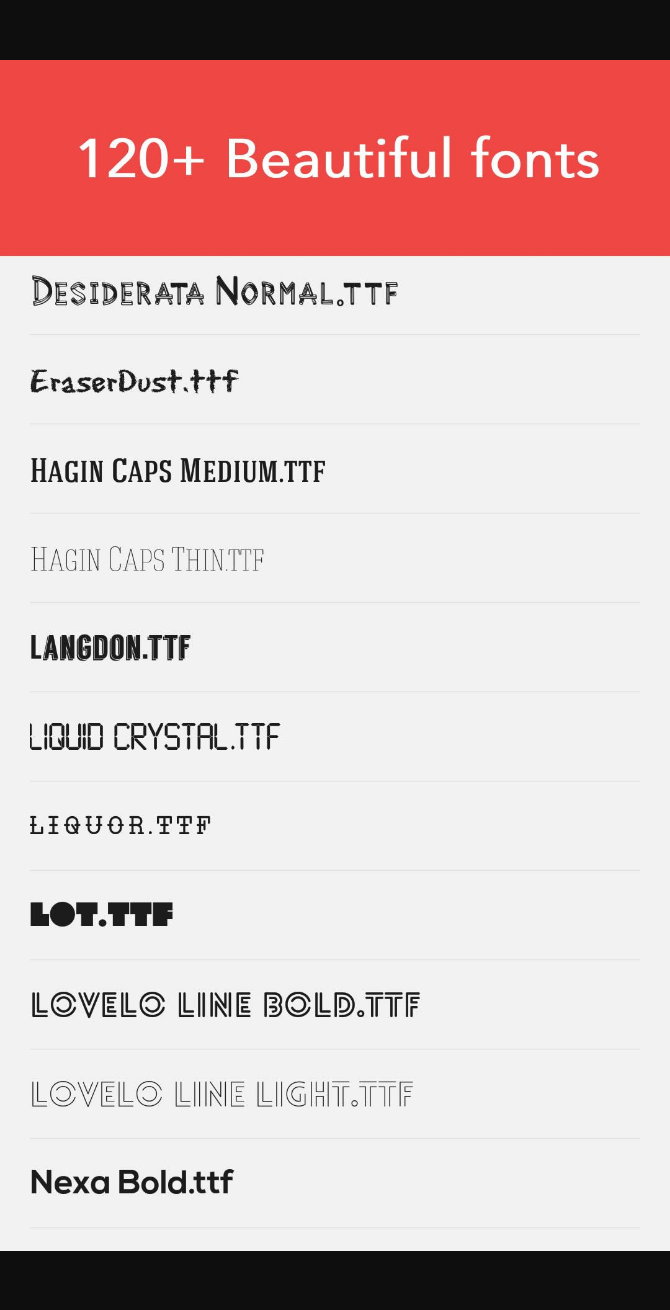 120+ Beautiful fonts
Desiderata Normal.ttf
EraserDust.ttf
Hagin Caps Medium.ttf
Hagin Caps Thin.ttf
LANGDON.TTF
LIQUID CRYSTAL.TTF
LIQUOR.TTF
LOT.TTF
LOVELO LINE BOLD.TTF
LOVELO LINE LIGHT.TTF
Nexa Bold.ttf